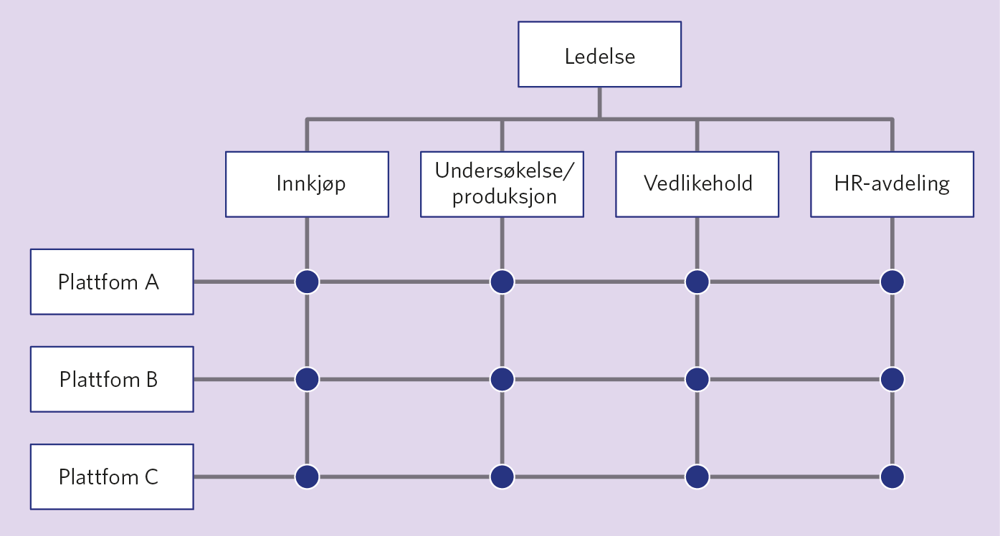 Ledelse
Innkjøp
Undersøkelse/
produksjon
Vedlikehold
HR-avdeling
Plattfom A
Plattfom B
Plattfom C